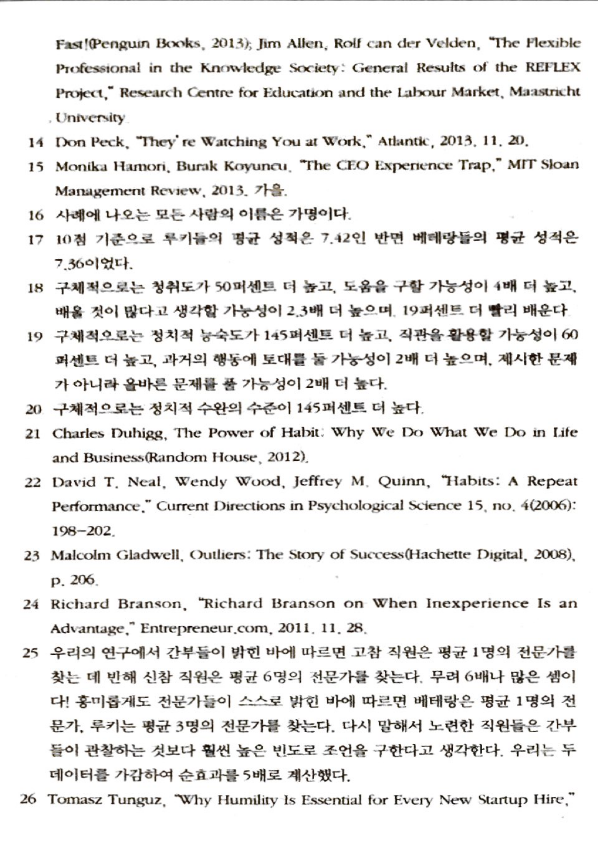 Fast!(Penguin Books, 2013); Jim Allen, Rolf can der Velden, “The Flexible
Professional in the Knowledge Society: General Results of the REFLEX
Project,” Research Centre for Education and the Labour Market, Maastricht
University.
14 Don Peck, “They’re Watching You at Work,” Atlantic, 2013. 11. 20.
15 Monika Hamori, Burak Koyuncu, “The CEO Experience Trap,” MIT Sloan
Management Review, 2013. 가을.
16 사례에 나오는 모든 사람의 이름은 가명이다.
17 10점 기준으로 루키들의 평균 성적은 7.42인 반면 베테랑들의 평균 성적은
7.36이었다.
18 구체적으로는 청취도가 50퍼센트 더 높고, 도움을 구할 가능성이 4배 더 높고,
배울 것이 많다고 생각할 가능성이 2.3배 더 높으며, 19퍼센트 더 빨리 배운다.
19 구체적으로는 정치적 능숙도가 145퍼센트 더 높고, 직관을 활용할 가능성이 60
퍼센트 더 높고, 과거의 행동에 토대를 둘 가능성이 2배 더 높으며, 제시한 문제
가 아니라 올바른 문제를 풀 가능성이 2배 더 높다.
20 구체적으로는 정치적 수완의 수준이 145퍼센트 더 높다.
21 Charles Duhigg, The Power of Habit: Why We Do What We Do in Life
and Business(Random House, 2012).
22 David T. Neal, Wendy Wood, Jeffrey M. Quinn, “Habits: A Repeat
Performance,” Current Directions in Psychological Science 15, no. 4(2006):
198-202.
23 Malcolm Gladwell, Outliers: The Story of Success(Hachette Digital, 2008),
p. 206.
24 Richard Branson, “Richard Branson on When Inexperience Is an
Advantage,” Entrepreneur.com, 2011. 11. 28.
25 우리의 연구에서 간부들이 밝힌 바에 따르면 고참 직원은 평균 1명의 전문가를
찾는 데 반해 신참 직원은 평균 6명의 전문가를 찾는다. 무려 6배나 많은 셈이
다! 흥미롭게도 전문가들이 스스로 밝힌 바에 따르면 베테랑은 평균 1명의 전
문가, 루키는 평균 3명의 전문가를 찾는다. 다시 말해서 노련한 직원들은 간부
들이 관찰하는 것보다 훨씬 높은 빈도로 조언을 구한다고 생각한다. 우리는 두
데이터를 가감하여 순효과를 5배로 계산했다.
26 Tomasz Tunguz, “Why Humility Is Essential for Every New Startup Hire,”